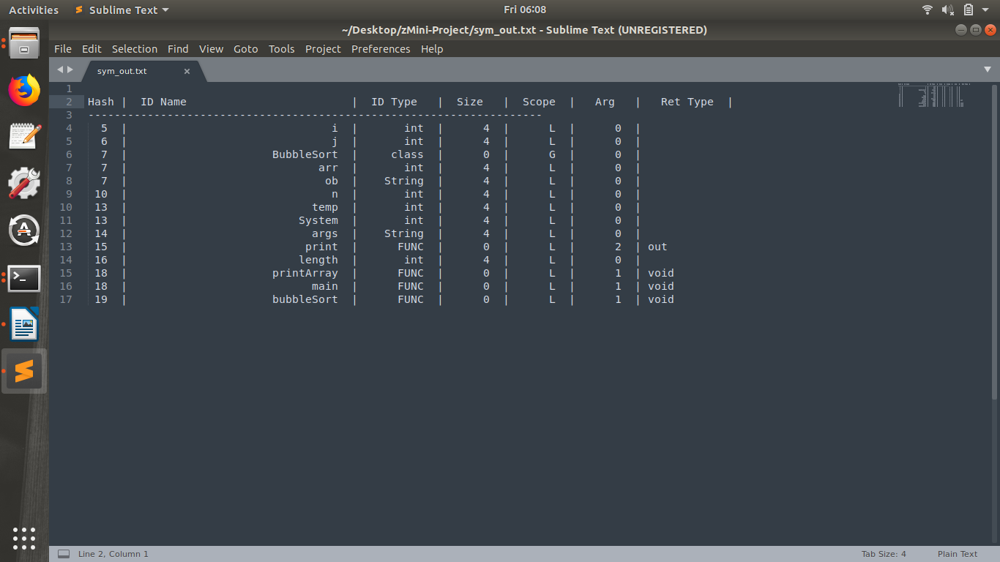 Activities Sublime Text Fri 06:08
~/Desktop/zMini-Project/sym_out.txt - Sublime Text (UNREGISTERED)
File Edit Selection Find View Goto Tools Project Preferences Help
sym_out.txt ×
1
2 Hash | ID Name | ID Type | Size | Scope | Arg | Ret Type |
3 ---------------------------------------------------------------------
4 5 | i | int | 4 | L | 0 |
5 6 | j | int | 4 | L | 0 |
6 7 | BubbleSort | class | 0 | G | 0 |
7 7 | arr | int | 4 | L | 0 |
8 7 | ob | String | 4 | L | 0 |
9 10 | n | int | 4 | L | 0 |
10 13 | temp | int | 4 | L | 0 |
11 13 | System | int | 4 | L | 0 |
12 14 | args | String | 4 | L | 0 |
13 15 | print | FUNC | 0 | L | 2 | out
14 16 | length | int | 4 | L | 0 |
15 18 | printArray | FUNC | 0 | L | 1 | void
16 18 | main | FUNC | 0 | L | 1 | void
17 19 | bubbleSort | FUNC | 0 | L | 1 | void
Line 2, Column 1 Tab Size: 4 Plain Text